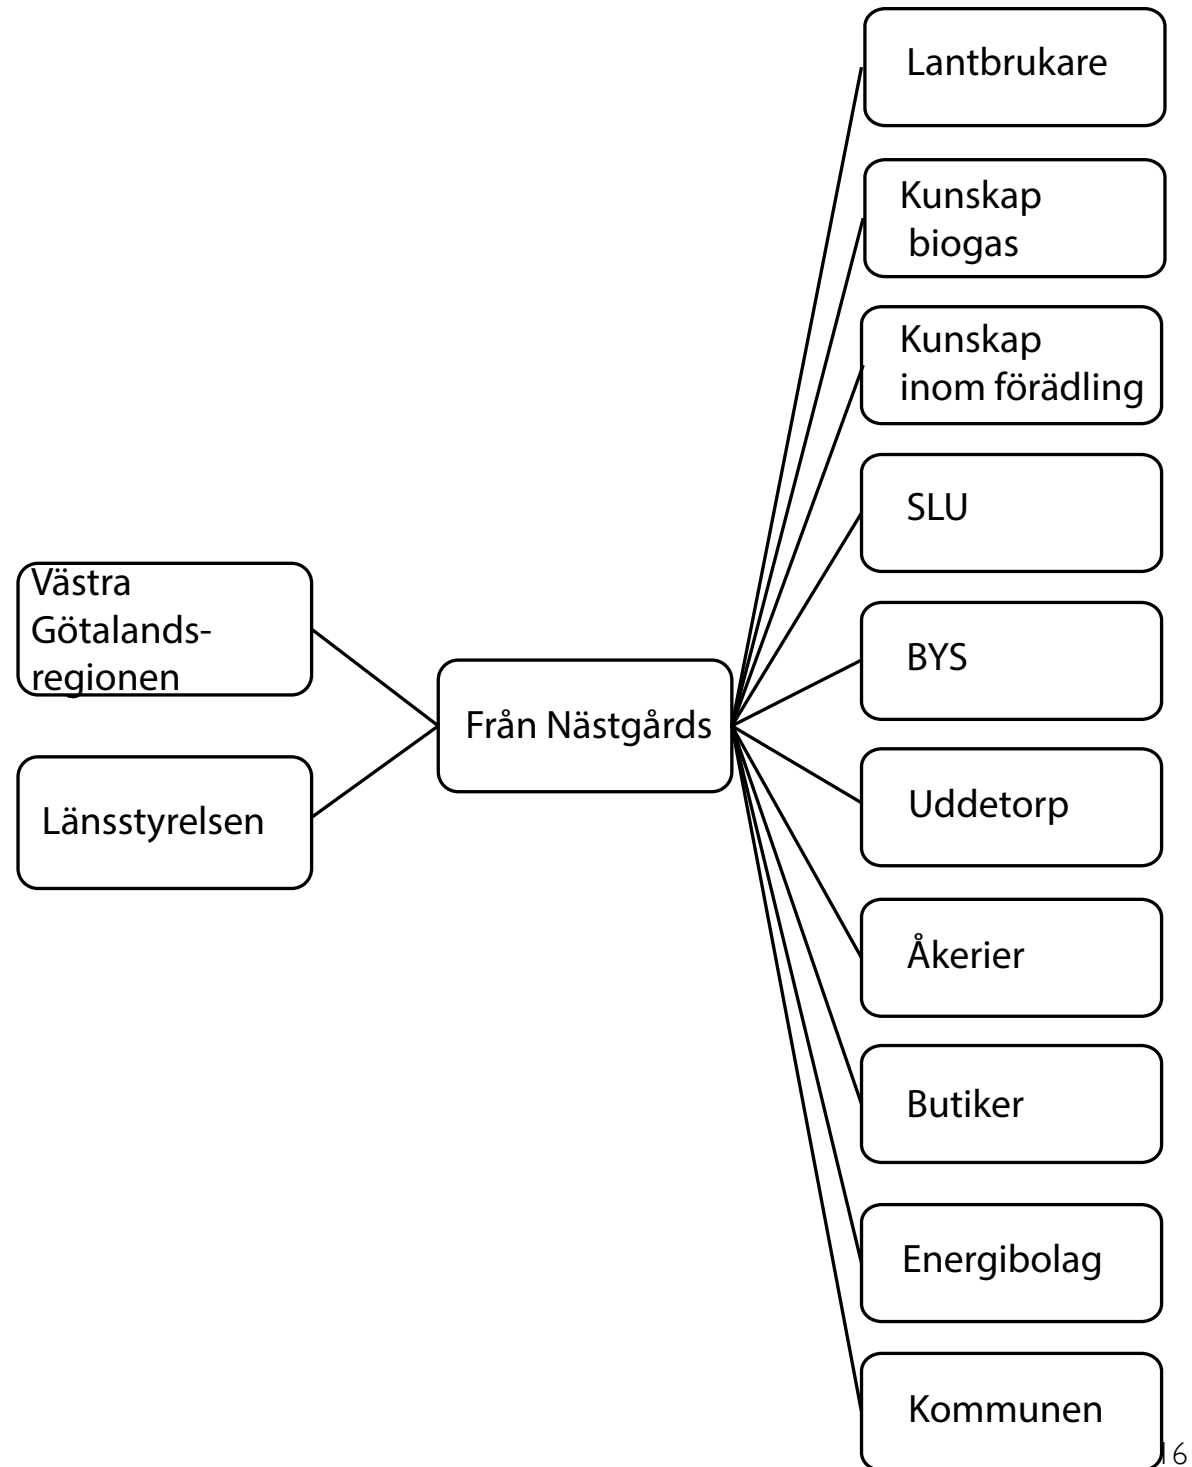 Västra
Götalands-
regionen
Länsstyrelsen
Från Nästgårds
Lantbrukare
Kunskap
biogas
Kunskap
inom förädling
SLU
BYS
Uddetorp
Åkerier
Butiker
Energibolag
Kommunen
16